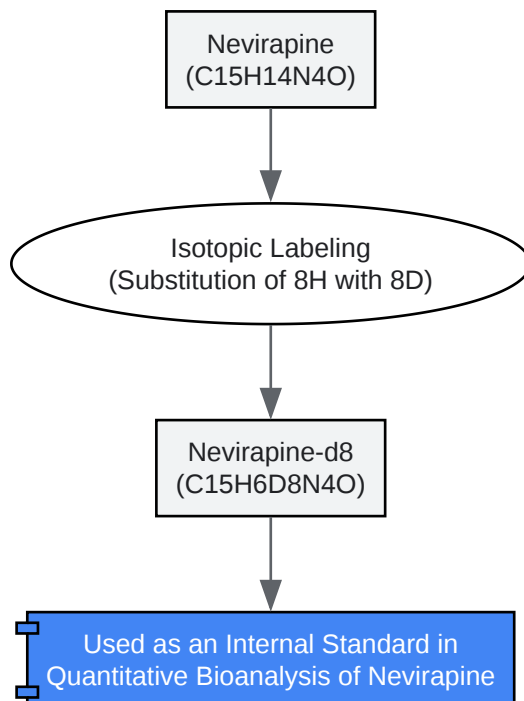 Nevirapine
(C15H14N4O)
Isotopic Labeling
(Substitution of 8H with 8D)
Nevirapine-d8
(C15H6D8N4O)
Used as an Internal Standard in
Quantitative Bioanalysis of Nevirapine